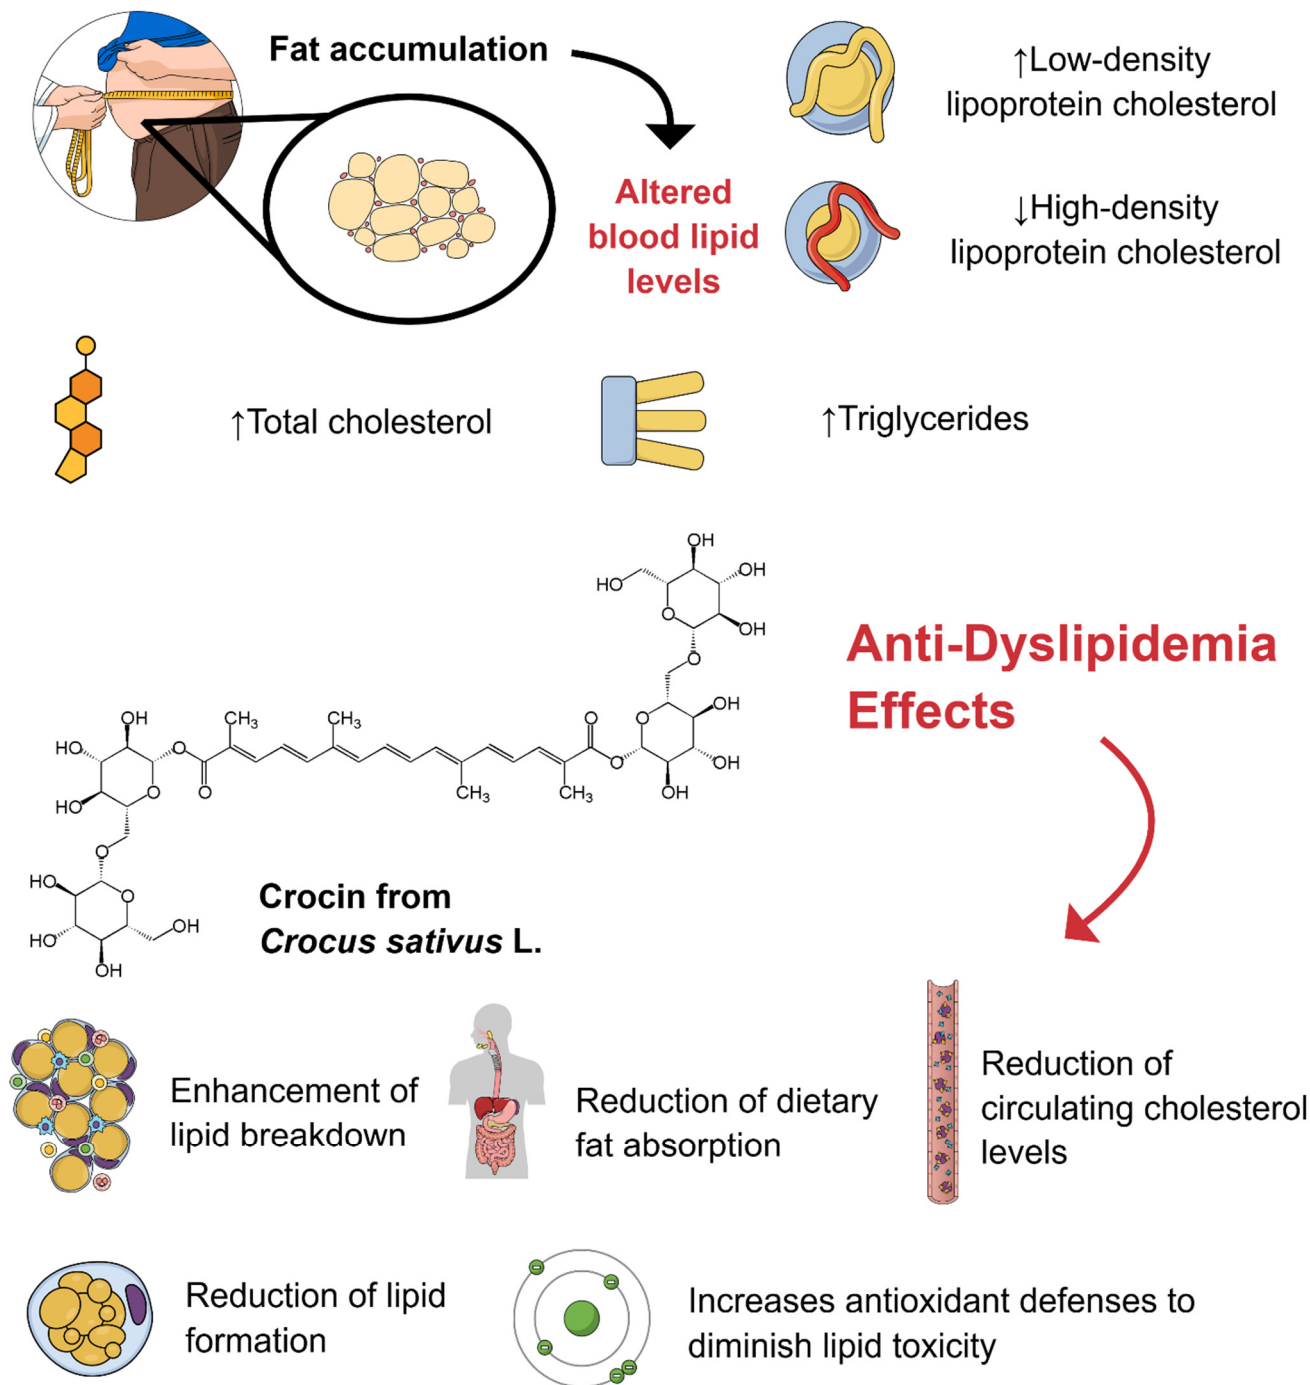 Fat accumulation
↑Low-density
lipoprotein cholesterol
Altered
blood lipid
levels
↓High-density
lipoprotein cholesterol
↑Total cholesterol
↑Triglycerides
OH
HO
OH
O
OH
O
Anti-Dyslipidemia
Effects
OH
CH3
CH3
O
O
OH
HO
O
OH
HO
O
O
O
CH3
CH3
OH
O
HO
O
OH
HO
OH
OH
Crocin from
Crocus sativus L.
Enhancement of
lipid breakdown
Reduction of dietary
fat absorption
Reduction of
circulating cholesterol
levels
Reduction of lipid
formation
Increases antioxidant defenses to
diminish lipid toxicity